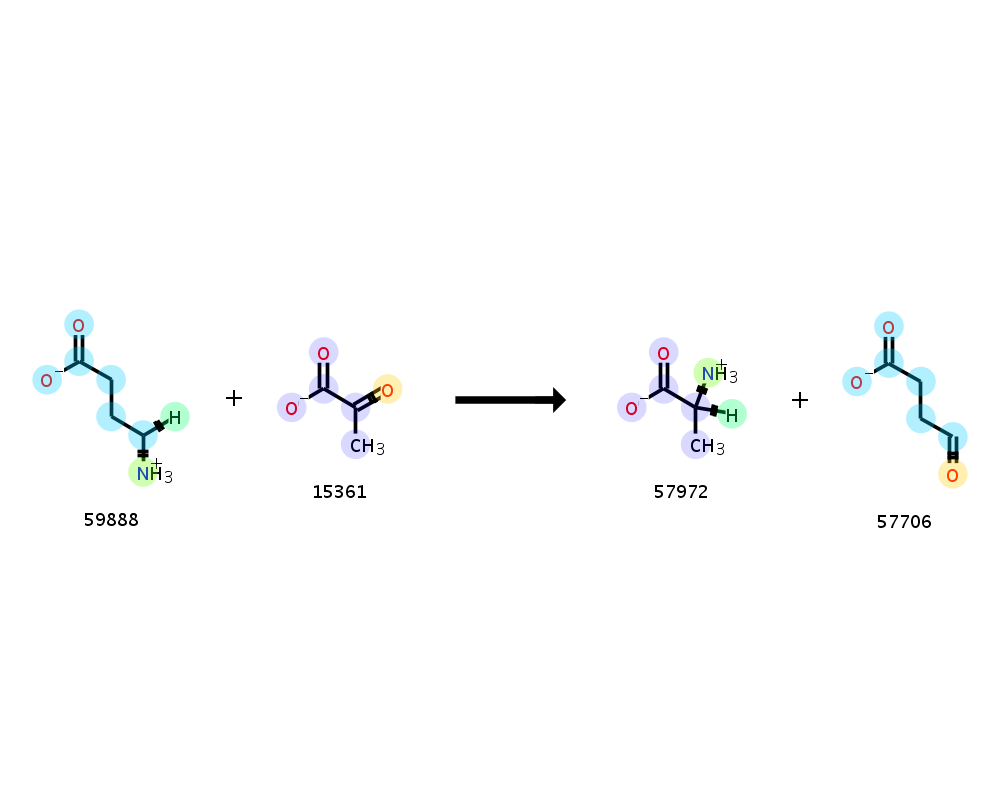 O
O⁻
H
NH₃⁺
59888
+
O
O⁻
O
CH₃
15361
O
O⁻
NH₃⁺
H
CH₃
57972
+
O
O⁻
O
57706